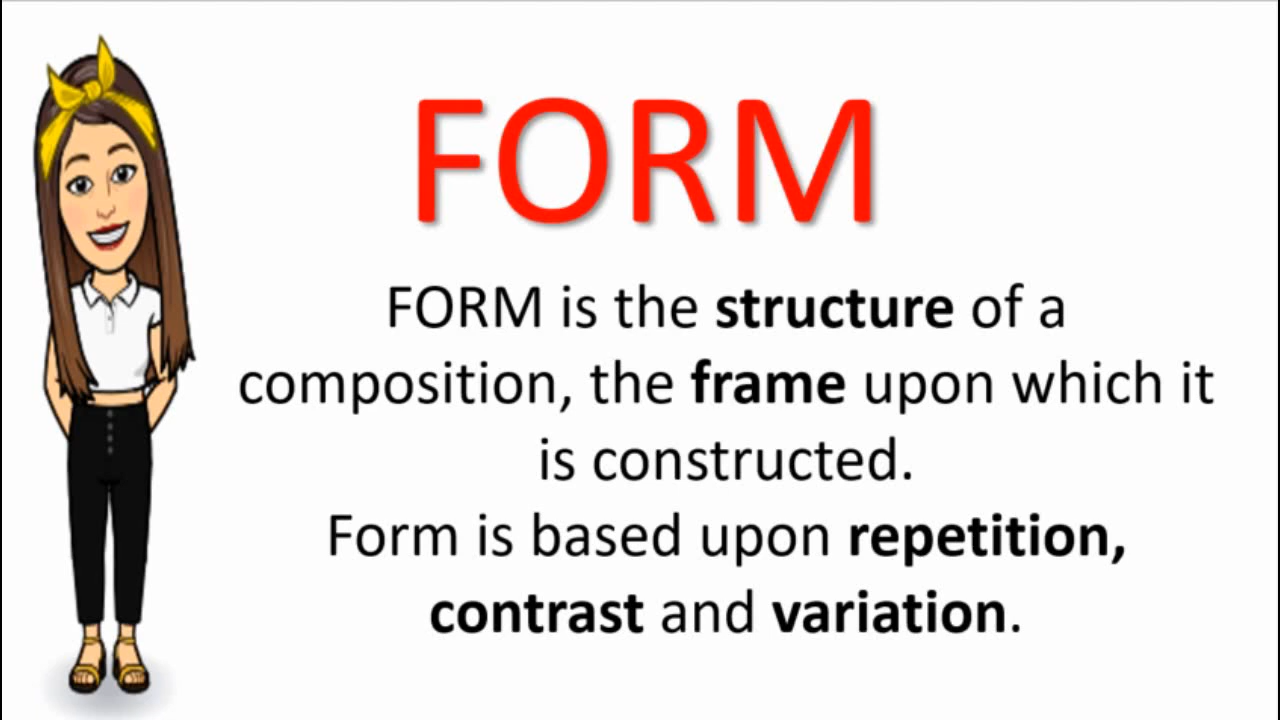 FORM
FORM is the structure of a
composition, the frame upon which it
is constructed.
Form is based upon repetition,
contrast and variation.